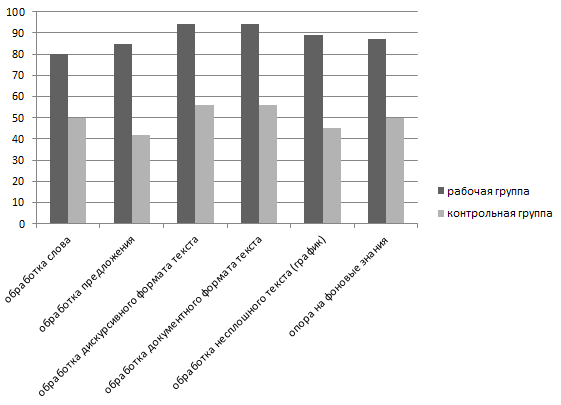 100
90
80
70
60
50
40
30
20
10
0
рабочая группа
контрольная группа
обработка слова
обработка предложения
обработка дискурсивного формата текста
обработка документного формата текста
обработка несплошного текста (график)
опора на фоновые знания